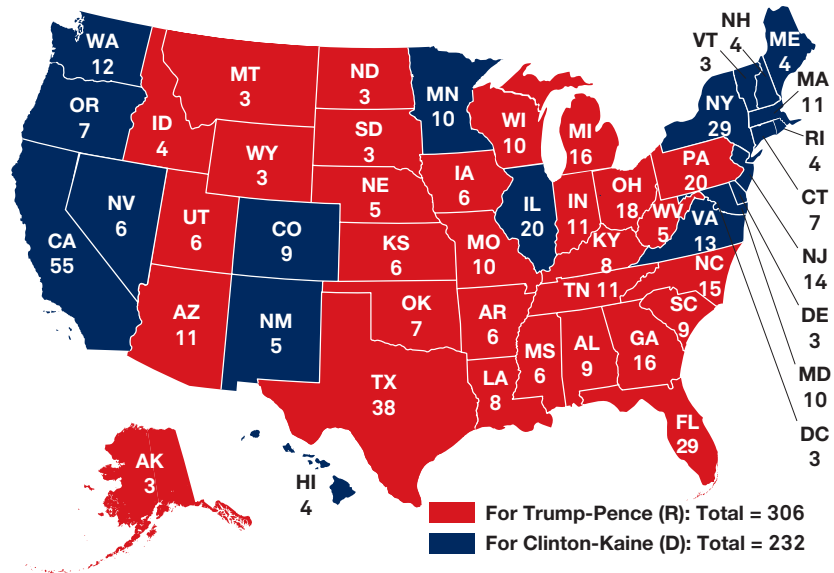 WA
12
OR
7
CA
55
NV
6
ID
4
MT
3
WY
3
UT
6
AZ
11
CO
9
NM
5
ND
3
SD
3
NE
5
KS
6
OK
7
TX
38
MN
10
IA
6
MO
10
AR
6
LA
8
WI
10
IL
20
MI
16
IN
11
OH
18
KY
8
TN 11
MS
6
AL
9
GA
16
FL
29
SC
9
NC
15
VA
13
WV
5
PA
20
NY
29
VT
3
NH
4
ME
4
MA
11
RI
4
CT
7
NJ
14
DE
3
MD
10
DC
3
AK
3
HI
4
For Trump-Pence (R): Total = 306
For Clinton-Kaine (D): Total = 232